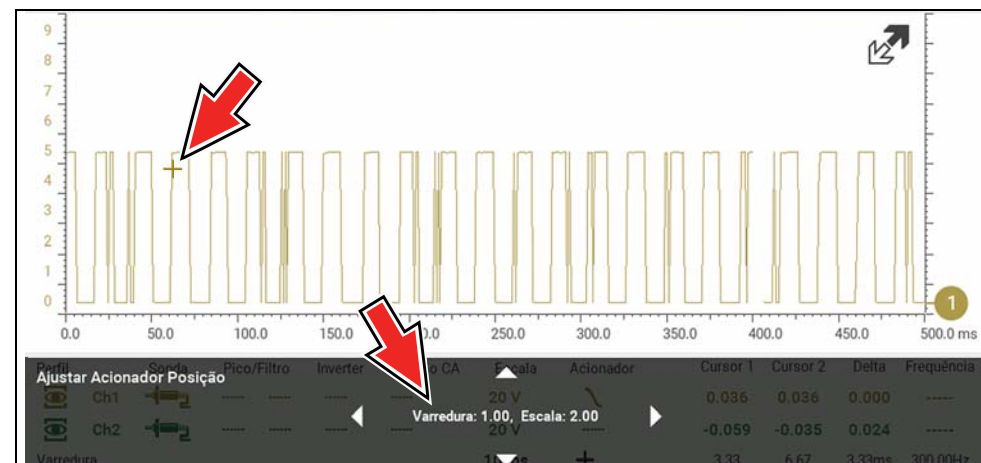 9
8
7
6
5
4
3
2
1
0
1
0.0 50.0 100.0 150.0 250.0 300.0 350.0 400.0 450.0 500.0 ms
Perfil Sonda Pico/Filtro Inverter CA Escala Acionador Cursor 1 Cursor 2 Delta Frequência
Ajustar Acionador Posição
Ch1 ----- ----- ----- ----- 20 V 0.036 0.036 0.000 -----
Varredura: 1.00, Escala: 2.00
Ch2 ----- ----- ----- ----- 20 V ----- -0.059 -0.035 0.024 -----
Varredura 3.33 6.67 3.33ms 300.00Hz